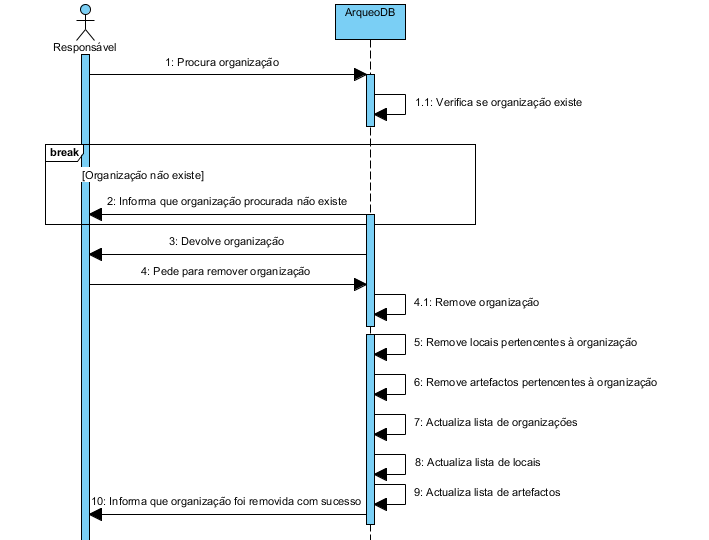 ArqueoDB
Responsável
1: Procura organização
1.1: Verifica se organização existe
break
[Organização não existe]
2: Informa que organização procurada não existe
3: Devolve organização
4: Pede para remover organização
4.1: Remove organização
5: Remove locais pertencentes à organização
6: Remove artefactos pertencentes à organização
7: Actualiza lista de organizações
8: Actualiza lista de locais
9: Actualiza lista de artefactos
10: Informa que organização foi removida com sucesso